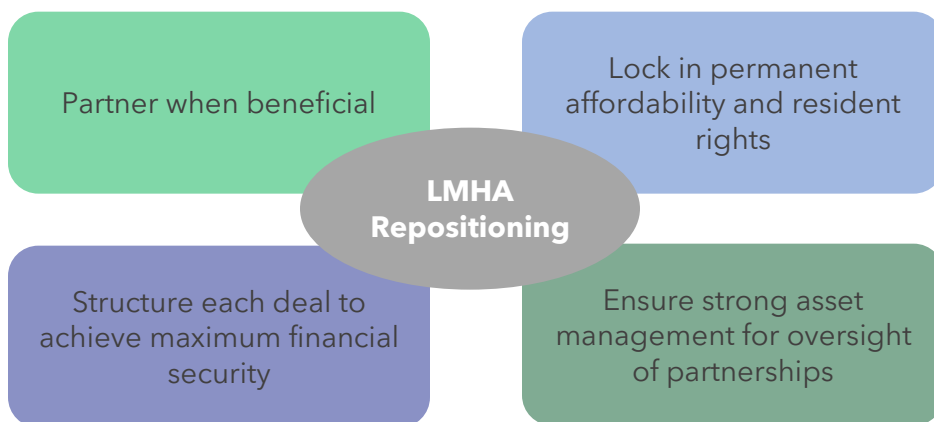 Partner when beneficial
Lock in permanent
affordability and resident
rights
LMHA
Repositioning
Structure each deal to
achieve maximum financial
security
Ensure strong asset
management for oversight
of partnerships